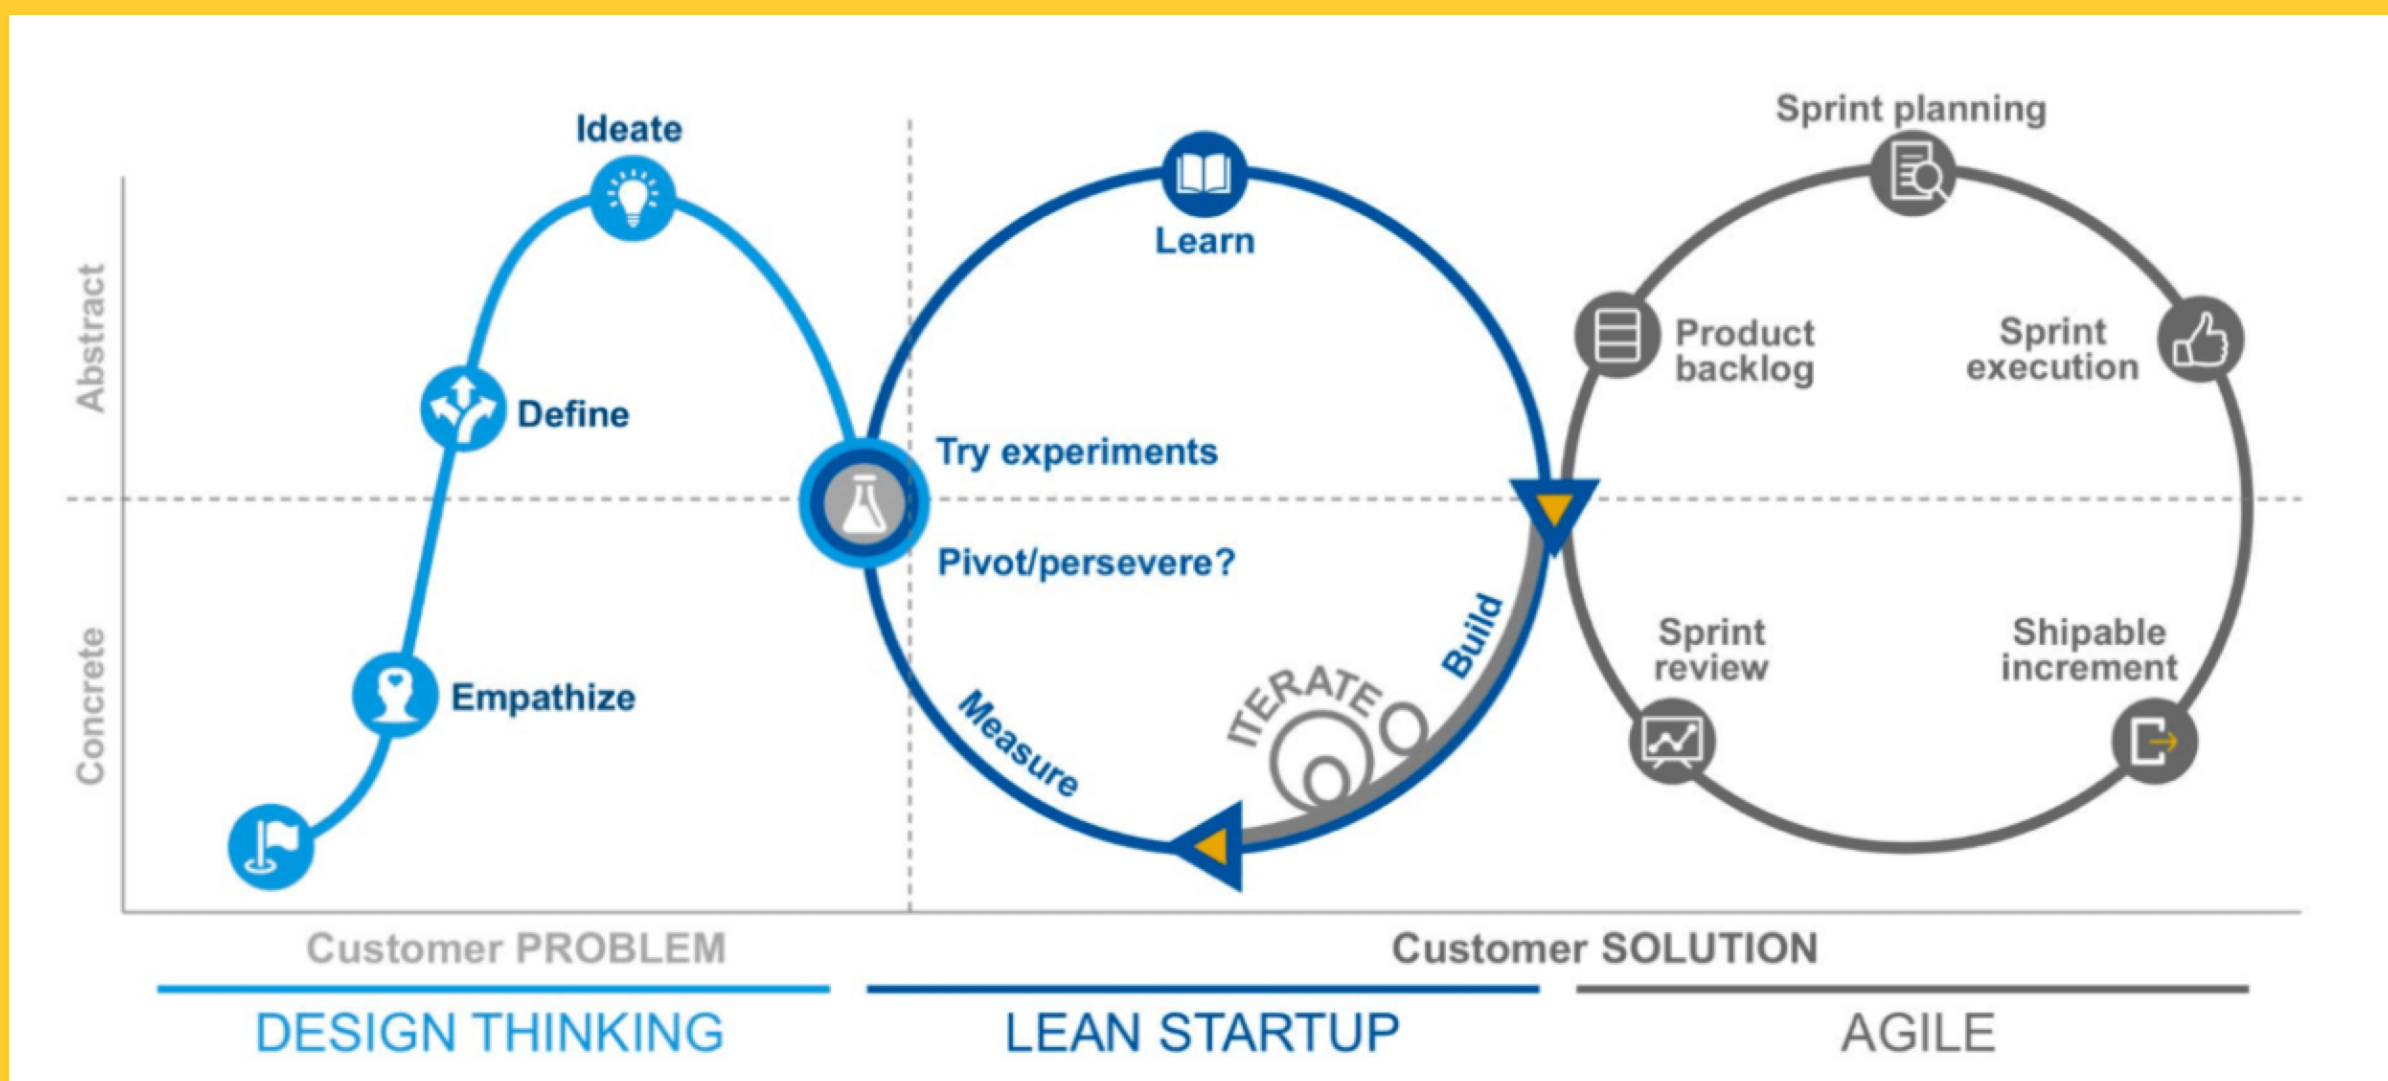 Ideate
Define
Empathize
Abstract
Concrete
Learn
Try experiments
Pivot/persevere?
Measure
ITERATE
Build
Sprint planning
Product
backlog
Sprint
execution
Sprint
review
Shipable
increment
Customer PROBLEM
Customer SOLUTION
DESIGN THINKING
LEAN STARTUP
AGILE